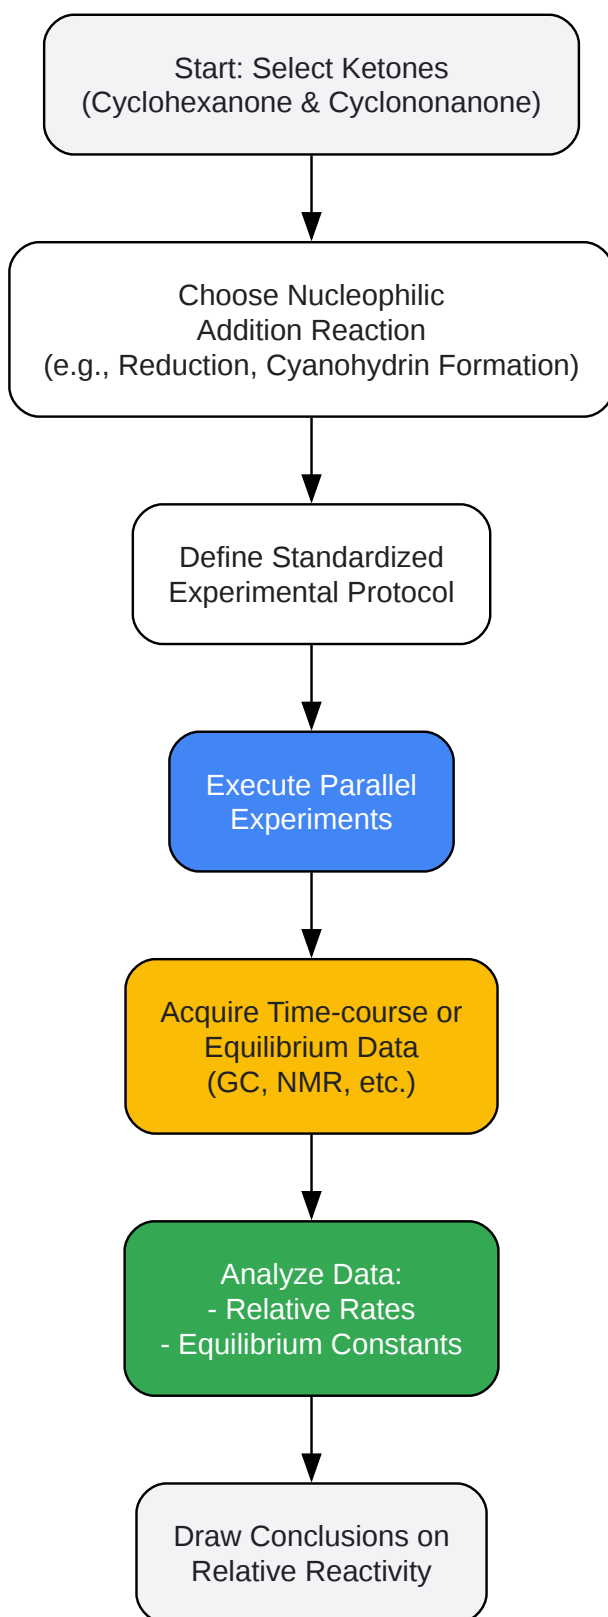 Start: Select Ketones
(Cyclohexanone & Cyclononanone)
Choose Nucleophilic
Addition Reaction
(e.g., Reduction, Cyanohydrin Formation)
Define Standardized
Experimental Protocol
Execute Parallel
Experiments
Acquire Time-course or
Equilibrium Data
(GC, NMR, etc.)
Analyze Data:
- Relative Rates
- Equilibrium Constants
Draw Conclusions on
Relative Reactivity